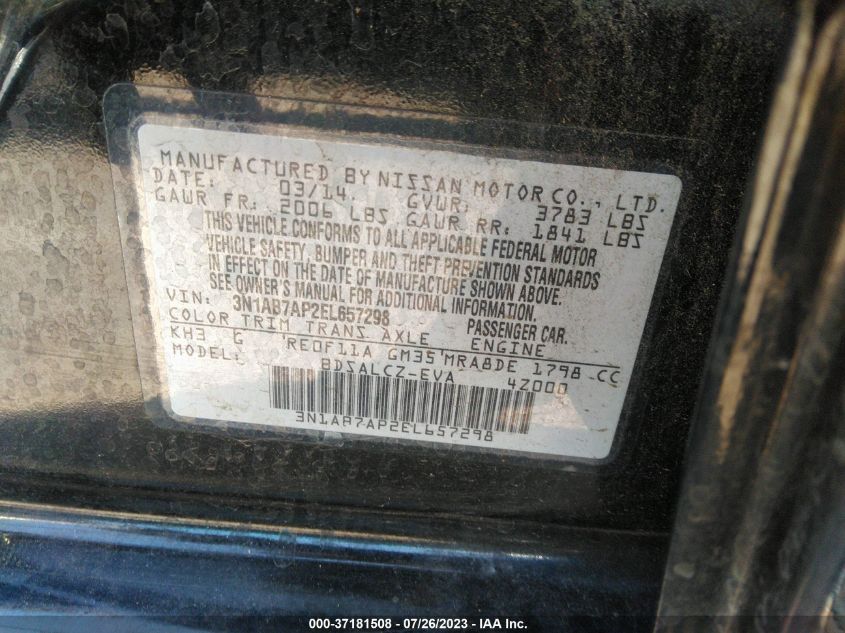 MANUFACTURED BY NISSAN MOTOR CO., LTD.
DATE: 03/14 GVWR: 3783 LBS
GAWR FR: 2006 LBS GAWR RR: 1841 LBS
THIS VEHICLE CONFORMS TO ALL APPLICABLE FEDERAL MOTOR
VEHICLE SAFETY, BUMPER AND THEFT PREVENTION STANDARDS
IN EFFECT ON THE DATE OF MANUFACTURE SHOWN ABOVE.
SEE OWNER'S MANUAL FOR ADDITIONAL INFORMATION.
VIN: 3N1AB7AP2EL657298 PASSENGER CAR.
COLOR TRIM TRANS AXLE ENGINE
KH3 G RE0F11A GM35 MRA8DE 1798 CC
MODEL: BDSALCZ-EVA 4Z000
3N1AB7AP2EL657298
000-37181508 - 07/26/2023 - © IAA Inc.